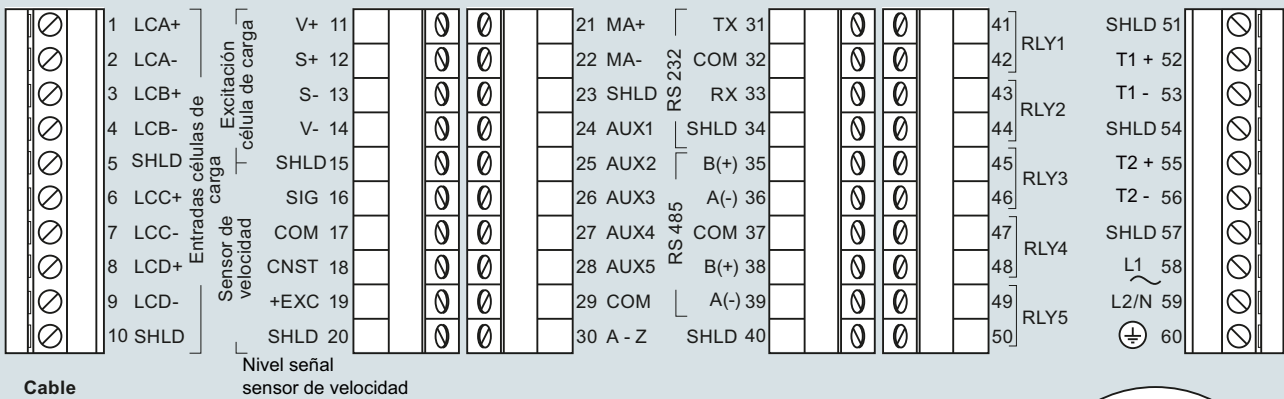 1 LCA+
2 LCA-
3 LCB+
4 LCB-
5 SHLD
6 LCC+
7 LCC-
8 LCD+
9 LCD-
10 SHLD
Entradas células de
carga
Excitación
célula de carga
Sensor de
velocidad
V+ 11
S+ 12
S- 13
V- 14
SHLD 15
SIG 16
COM 17
CNST 18
+EXC 19
SHLD 20
Nivel señal
sensor de velocidad
21 MA+
22 MA-
23 SHLD
24 AUX1
25 AUX2
26 AUX3
27 AUX4
28 AUX5
29 COM
30 A - Z
RS 232
RS 485
TX 31
COM 32
RX 33
SHLD 34
B(+) 35
A(-) 36
COM 37
B(+) 38
A(-) 39
SHLD 40
41
42
RLY1
43
44
RLY2
45
46
RLY3
47
48
RLY4
49
50
RLY5
SHLD 51
T1 + 52
T1 - 53
SHLD 54
T2 + 55
T2 - 56
SHLD 57
L1 58
L2/N 59
60
Cable